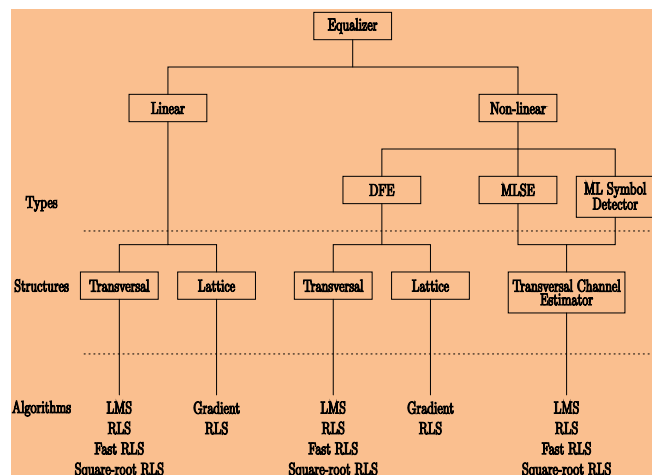 Equalizer
Linear
Non-linear
DFE
MLSE
ML Symbol
Detector
Types
Structures
Transversal
Lattice
Transversal
Lattice
Transversal Channel
Estimator
Algorithms
LMS
RLS
Fast RLS
Square-root RLS
Gradient
RLS
LMS
RLS
Fast RLS
Square-root RLS
Gradient
RLS
LMS
RLS
Fast RLS
Square-root RLS